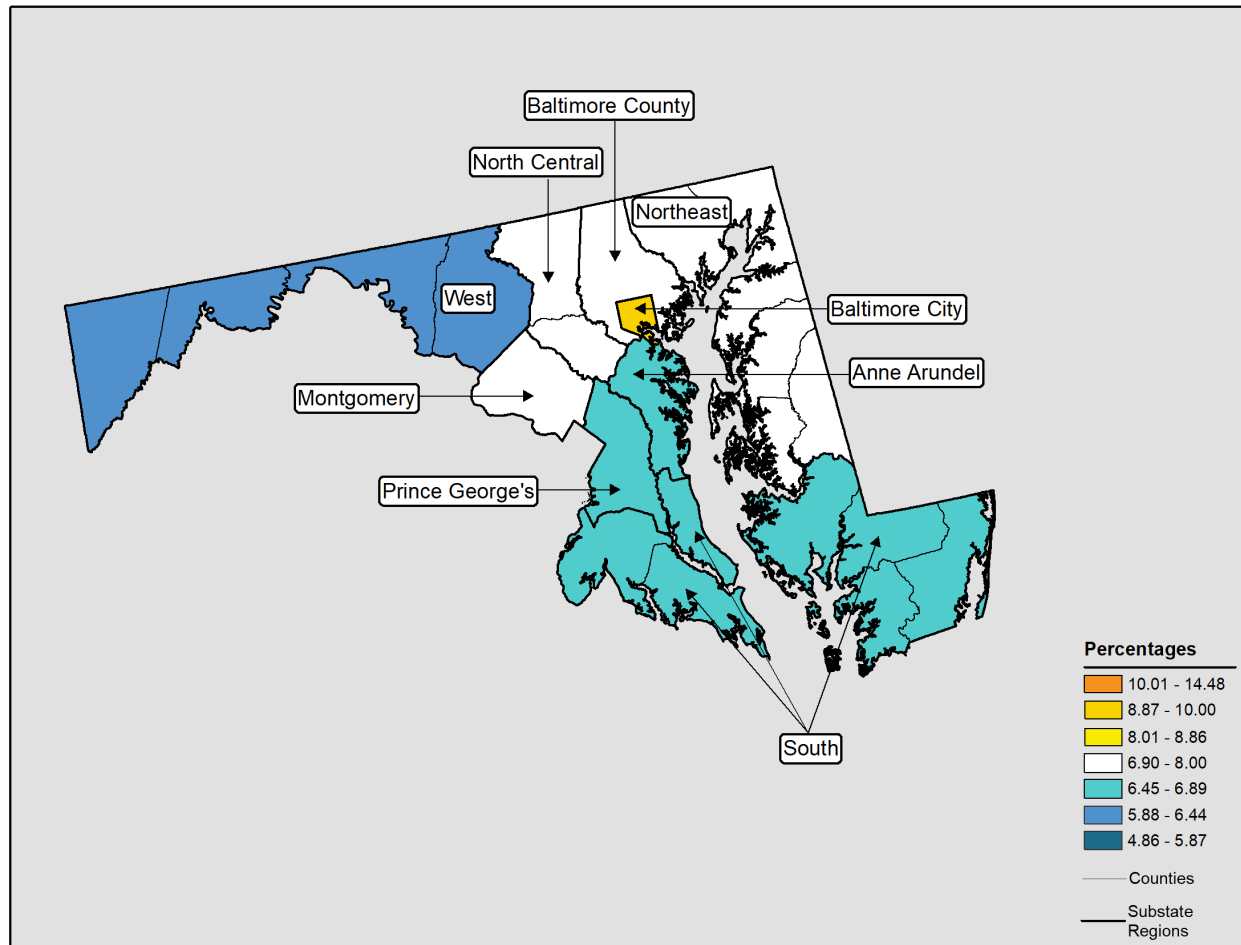 Baltimore County
North Central
Northeast
West
Baltimore City
Anne Arundel
Montgomery
Prince George's
South
Percentages
10.01 - 14.48
8.87 - 10.00
8.01 - 8.86
6.90 - 8.00
6.45 - 6.89
5.88 - 6.44
4.86 - 5.87
Counties
Substate
Regions